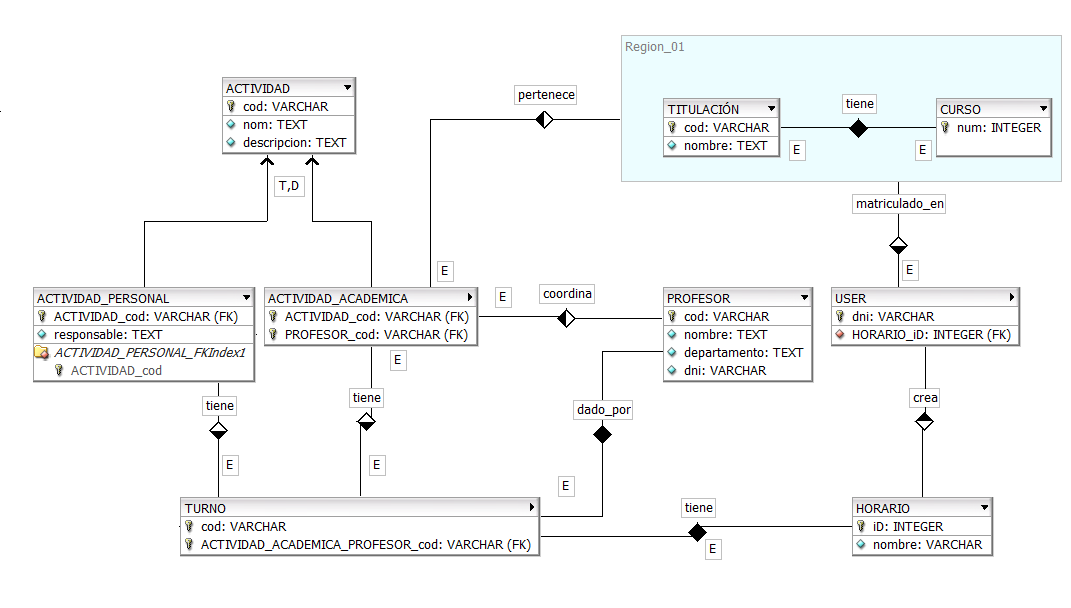 Region_01
ACTIVIDAD
cod: VARCHAR
nom: TEXT
descripcion: TEXT
pertenece
TITULACIÓN
cod: VARCHAR
nombre: TEXT
tiene
E
E
CURSO
num: INTEGER
T,D
matriculado_en
E
E
ACTIVIDAD_PERSONAL
ACTIVIDAD_cod: VARCHAR (FK)
responsable: TEXT
ACTIVIDAD_PERSONAL_FKIndex1
ACTIVIDAD_cod
ACTIVIDAD_ACADEMICA
ACTIVIDAD_cod: VARCHAR (FK)
PROFESOR_cod: VARCHAR (FK)
E
coordina
PROFESOR
cod: VARCHAR
nombre: TEXT
departamento: TEXT
dni: VARCHAR
USER
dni: VARCHAR
HORARIO_iD: INTEGER (FK)
E
tiene
tiene
dado_por
crea
E
E
E
TURNO
cod: VARCHAR
ACTIVIDAD_ACADEMICA_PROFESOR_cod: VARCHAR (FK)
tiene
E
HORARIO
iD: INTEGER
nombre: VARCHAR